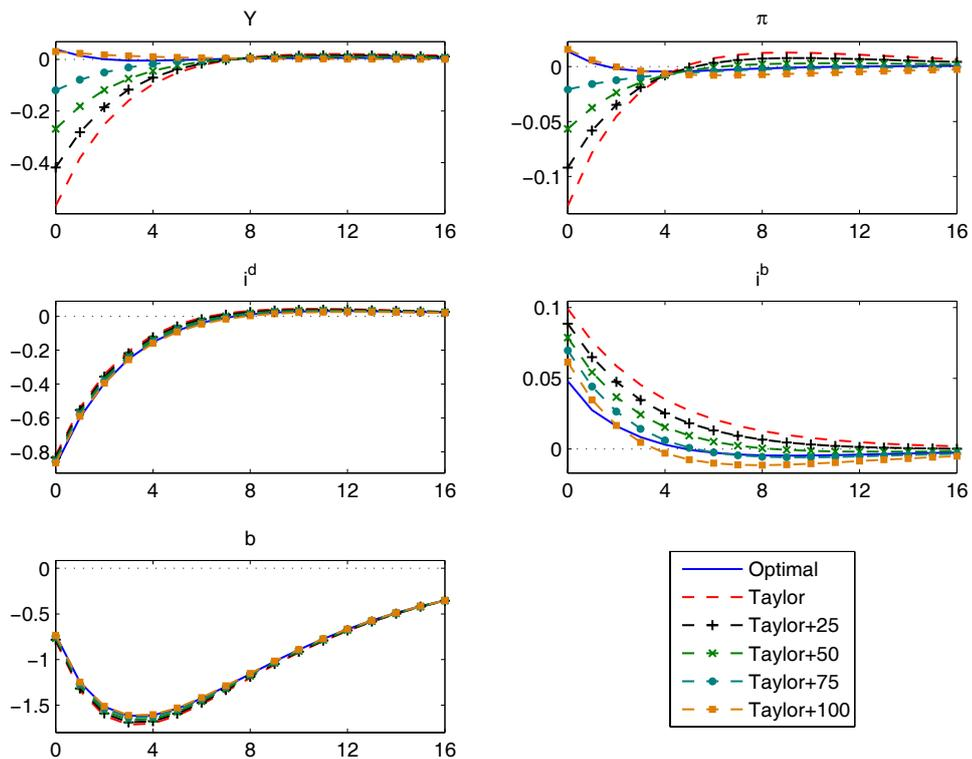 Y
0
−0.2
−0.4
0 4 8 12 16
π
0
−0.05
−0.1
0 4 8 12 16
i^d
0
−0.2
−0.4
−0.6
−0.8
0 4 8 12 16
i^b
0.1
0.05
0
0 4 8 12 16
b
0
−0.5
−1
−1.5
0 4 8 12 16
Optimal
Taylor
Taylor+25
Taylor+50
Taylor+75
Taylor+100